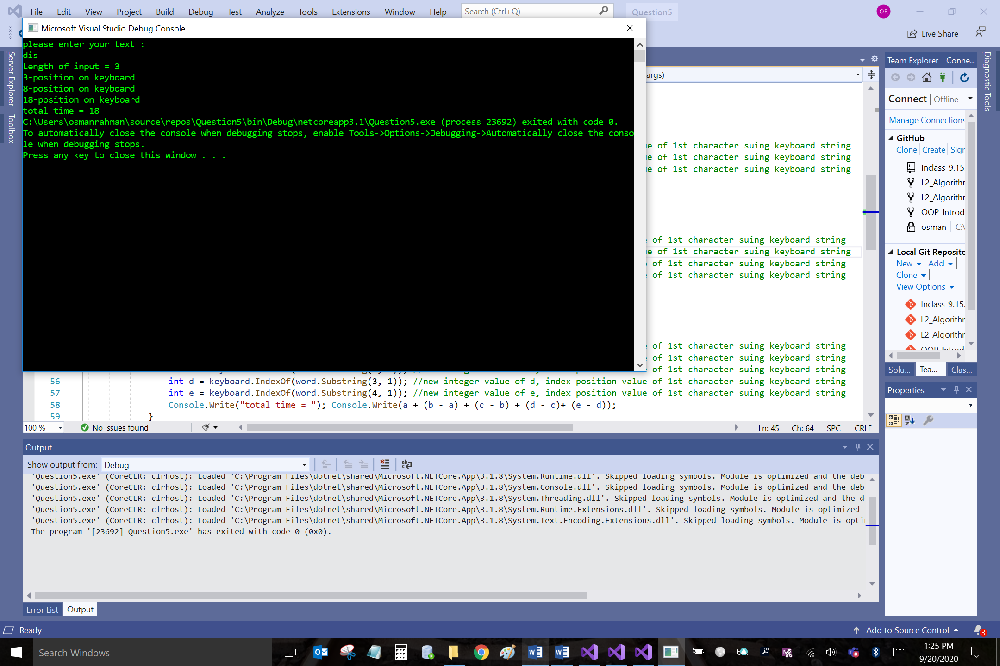 File Edit View Project Build Debug Test Analyze Tools Extensions Window Help Search (Ctrl+Q) Question5 OR
Live Share
Microsoft Visual Studio Debug Console
please enter your text :
dis
Length of input = 3
3-position on keyboard
8-position on keyboard
18-position on keyboard
total time = 18
C:\Users\osmanrahman\source\repos\Question5\bin\Debug\netcoreapp3.1\Question5.exe (process 23692) exited with code 0.
To automatically close the console when debugging stops, enable Tools->Options->Debugging->Automatically close the conso
le when debugging stops.
Press any key to close this window . . .
Server Explorer
Toolbox
args)
e of 1st character suing keyboard string
e of 1st character suing keyboard string
e of 1st character suing keyboard string
of 1st character suing keyboard string
e of 1st character suing keyboard string
of 1st character suing keyboard string
of 1st character suing keyboard string
of 1st character suing keyboard string
of 1st character suing keyboard string
of 1st character suing keyboard string
56 int d = keyboard.IndexOf(word.Substring(3, 1)); //new integer value of d, index position value of 1st character suing keyboard string
57 int e = keyboard.IndexOf(word.Substring(4, 1)); //new integer value of e, index position value of 1st character suing keyboard string
58 Console.Write("total time = "); Console.Write(a + (b - a) + (c - b) + (d - c)+ (e - d));
59 }
100 % No issues found Ln: 45 Ch: 64 SPC CRLF
Output
Show output from: Debug
'Question5.exe' (CoreCLR: clrhost): Loaded 'C:\Program Files\dotnet\shared\Microsoft.NETCore.App\3.1.8\System.Runtime.dll'. Skipped loading symbols. Module is optimized and the deb
'Question5.exe' (CoreCLR: clrhost): Loaded 'C:\Program Files\dotnet\shared\Microsoft.NETCore.App\3.1.8\System.Console.dll'. Skipped loading symbols. Module is optimized and the deb
'Question5.exe' (CoreCLR: clrhost): Loaded 'C:\Program Files\dotnet\shared\Microsoft.NETCore.App\3.1.8\System.Threading.dll'. Skipped loading symbols. Module is optimized and the d
'Question5.exe' (CoreCLR: clrhost): Loaded 'C:\Program Files\dotnet\shared\Microsoft.NETCore.App\3.1.8\System.Runtime.Extensions.dll'. Skipped loading symbols. Module is optimized
'Question5.exe' (CoreCLR: clrhost): Loaded 'C:\Program Files\dotnet\shared\Microsoft.NETCore.App\3.1.8\System.Text.Encoding.Extensions.dll'. Skipped loading symbols. Module is opti
The program '[23692] Question5.exe' has exited with code 0 (0x0).
Error List Output
Team Explorer - Conne...
Connect | Offline
Manage Connections
GitHub
Clone Create Sign
Inclass_9.15.
L2_Algorithm
L2_Algorithm
OOP_Introd
osman C:\
Local Git Reposito
New Add
Clone
View Options
Inclass_9.15.
L2_Algorithm
L2_Algorithm
OOP_Introd
Solu... Tea... Clas...
Properties
Diagnostic Tools
Ready Add to Source Control 3
Search Windows
1:25 PM
9/20/2020